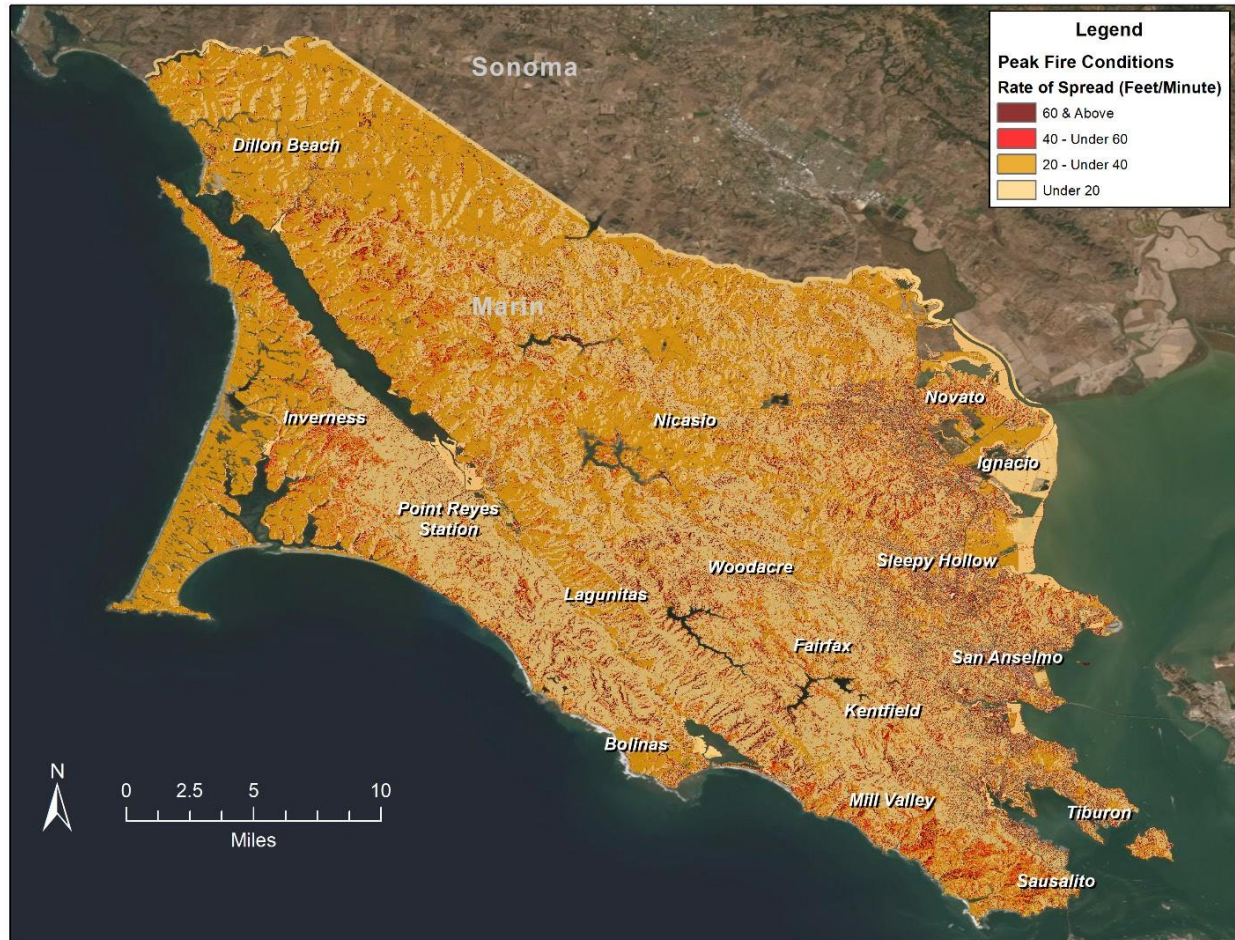 Legend
Peak Fire Conditions
Rate of Spread (Feet/Minute)
60 & Above
40 - Under 60
20 - Under 40
Under 20
Sonoma
Dillon Beach
Marin
Inverness
Nicasio
Novato
Ignacio
Point Reyes
Station
Woodacre
Sleepy Hollow
Lagunitas
Fairfax
San Anselmo
Kentfield
Bolinas
Mill Valley
Tiburon
Sausalito
N
0 2.5 5 10
Miles